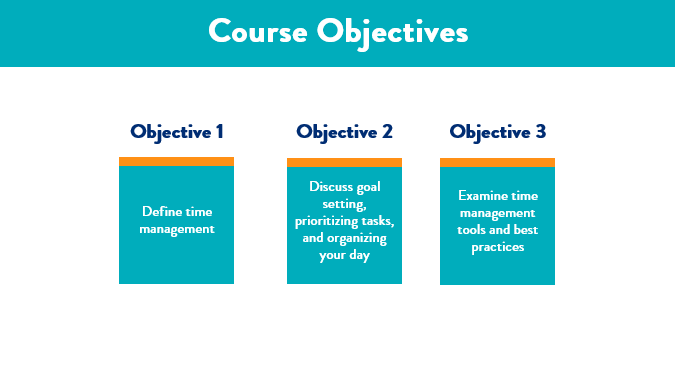 Course Objectives
Objective 1
Define time
management
Objective 2
Discuss goal
setting,
prioritizing tasks,
and organizing
your day
Objective 3
Examine time
management
tools and best
practices